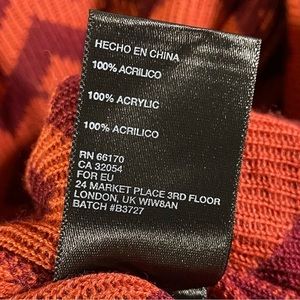 HECHO EN CHINA
100% ACRILICO
100% ACRYLIC
100% ACRILICO
RN 66170
CA 32054
FOR EU
24 MARKET PLACE 3RD FLOOR
LONDON, UK WIW8AN
BATCH #B3727